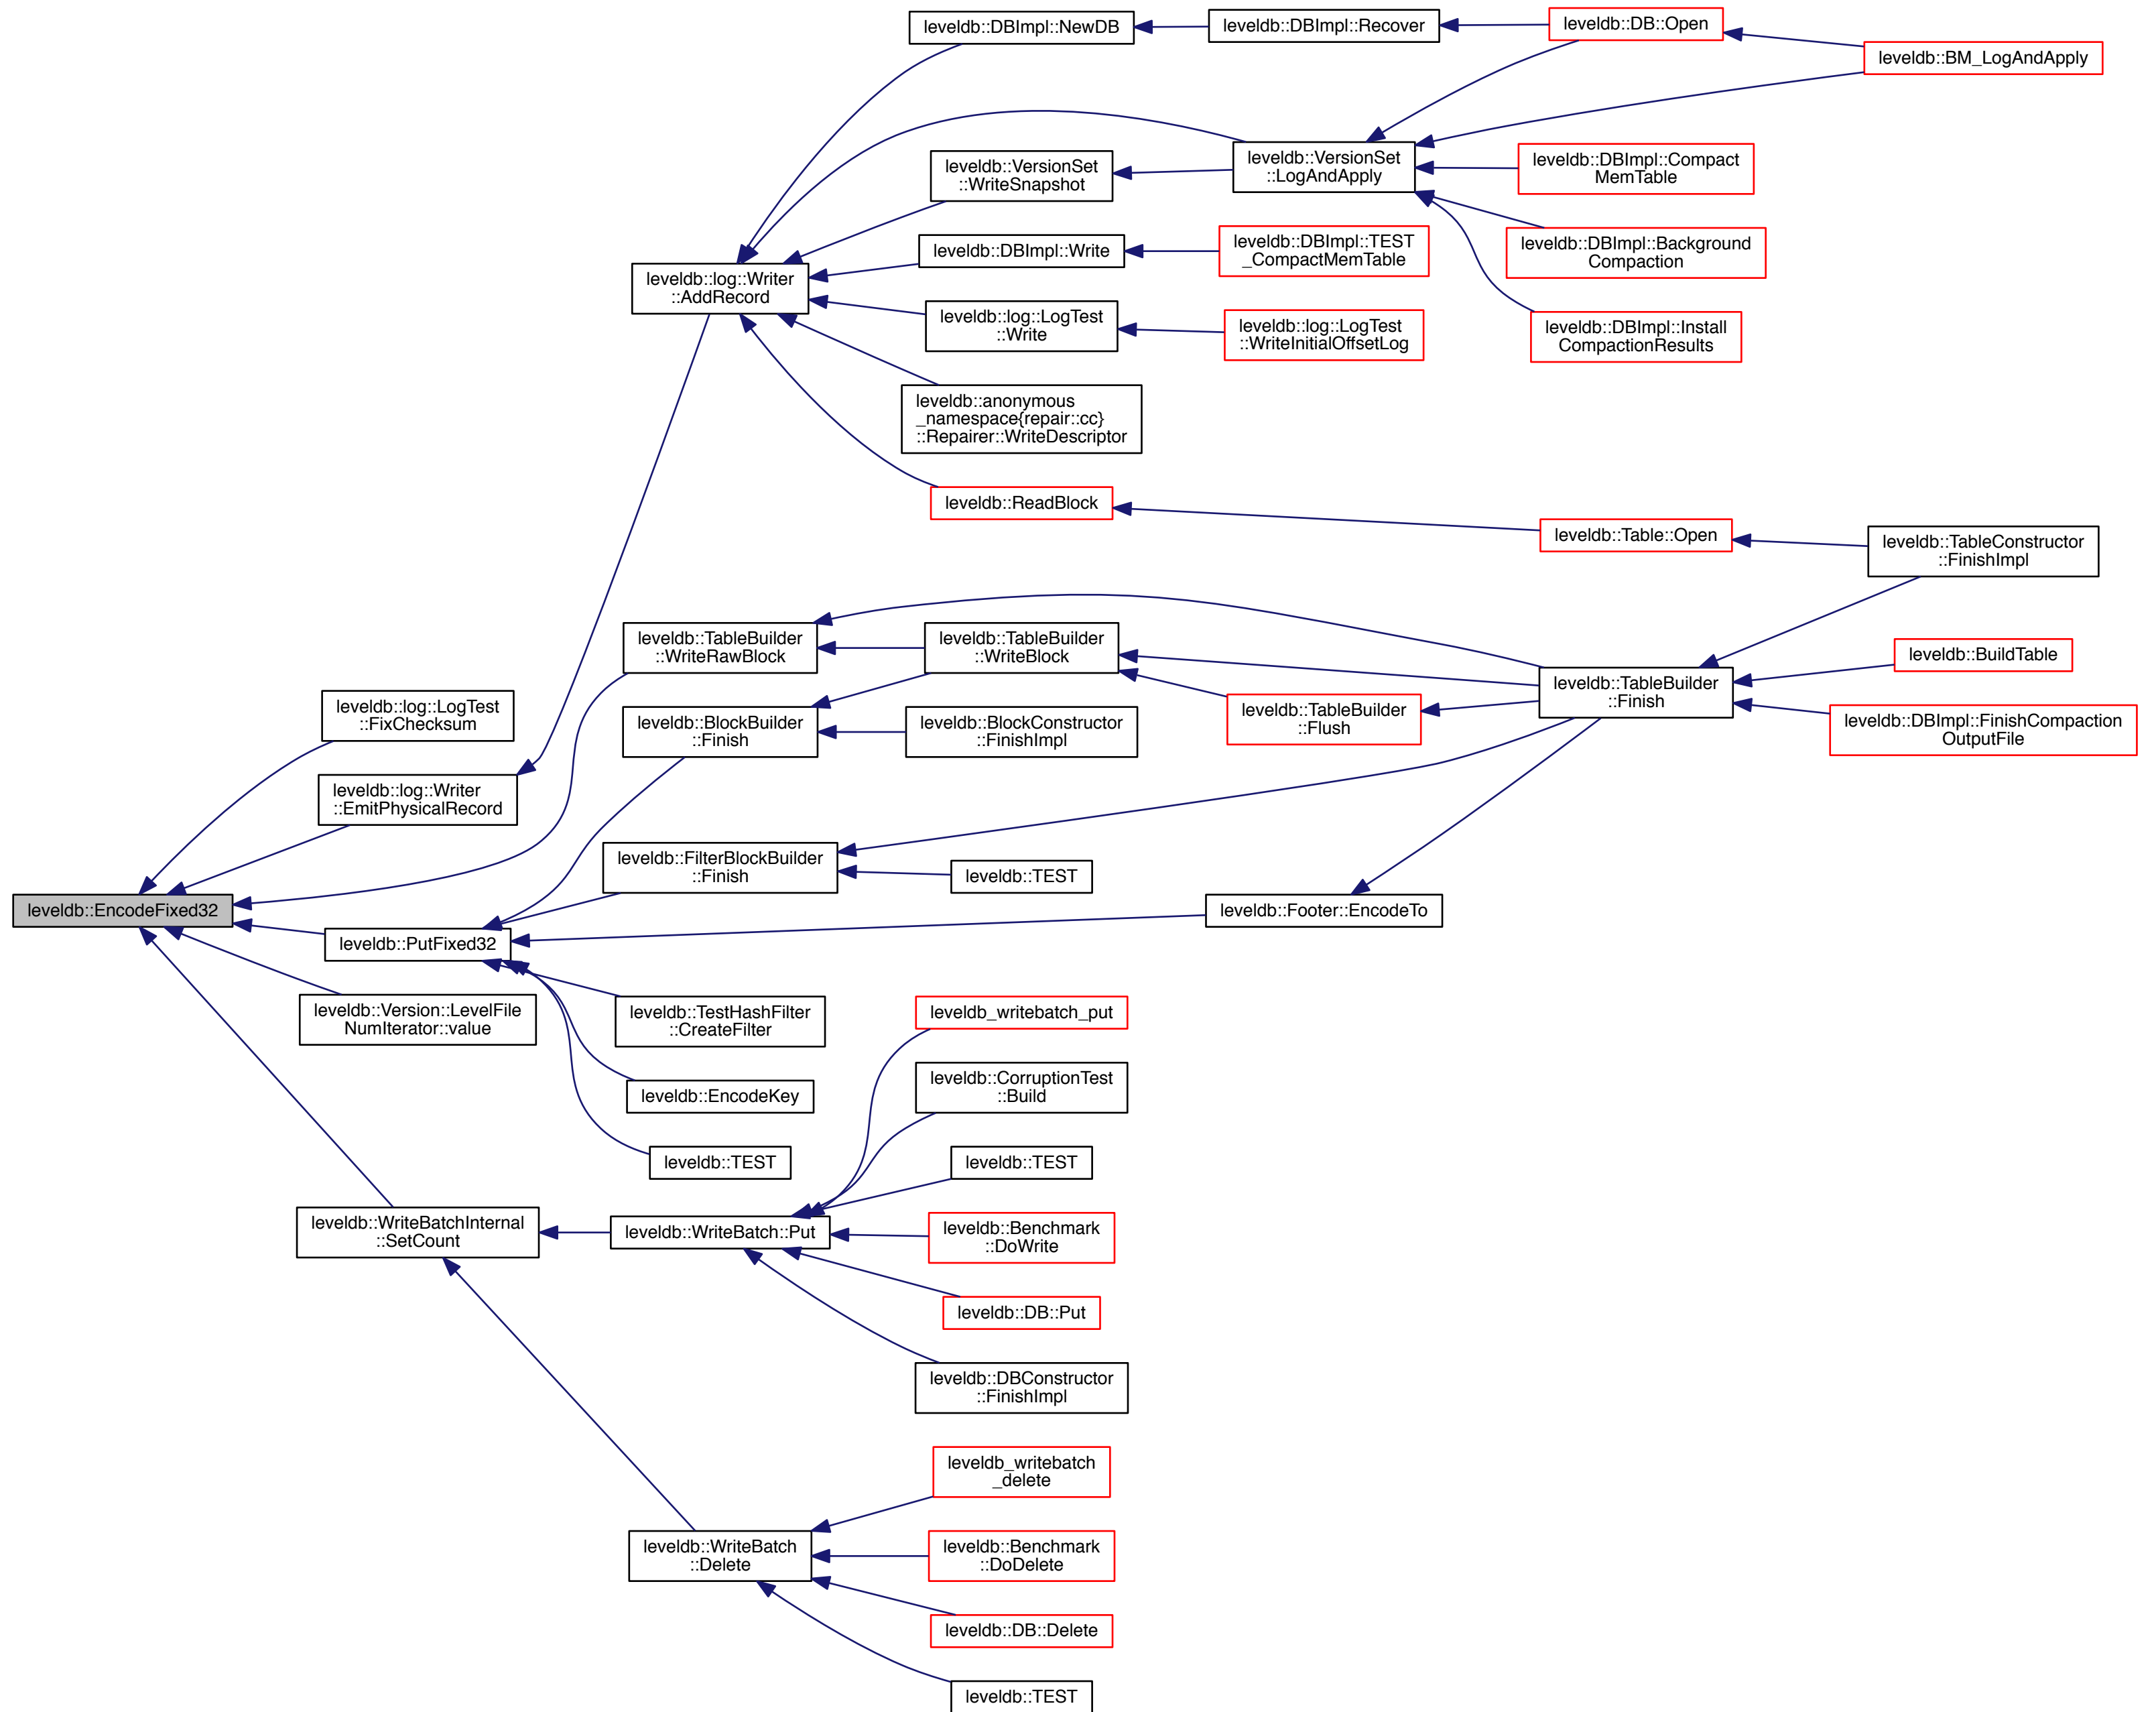 leveldb::DBImpl::NewDB
leveldb::DBImpl::Recover
leveldb::DB::Open
leveldb::BM_LogAndApply
leveldb::VersionSet
::LogAndApply
leveldb::DBImpl::Compact
MemTable
leveldb::VersionSet
::WriteSnapshot
leveldb::DBImpl::Write
leveldb::DBImpl::TEST
_CompactMemTable
leveldb::DBImpl::Background
Compaction
leveldb::log::Writer
::AddRecord
leveldb::log::LogTest
::Write
leveldb::log::LogTest
::WriteInitialOffsetLog
leveldb::DBImpl::Install
CompactionResults
leveldb::anonymous
_namespace{repair::cc}
::Repairer::WriteDescriptor
leveldb::ReadBlock
leveldb::Table::Open
leveldb::TableConstructor
::FinishImpl
leveldb::TableBuilder
::WriteRawBlock
leveldb::TableBuilder
::WriteBlock
leveldb::BuildTable
leveldb::TableBuilder
::Finish
leveldb::log::LogTest
::FixChecksum
leveldb::BlockBuilder
::Finish
leveldb::BlockConstructor
::FinishImpl
leveldb::TableBuilder
::Flush
leveldb::DBImpl::FinishCompaction
OutputFile
leveldb::log::Writer
::EmitPhysicalRecord
leveldb::FilterBlockBuilder
::Finish
leveldb::TEST
leveldb::EncodeFixed32
leveldb::Footer::EncodeTo
leveldb::PutFixed32
leveldb::Version::LevelFile
NumIterator::value
leveldb::TestHashFilter
::CreateFilter
leveldb_writebatch_put
leveldb::EncodeKey
leveldb::CorruptionTest
::Build
leveldb::TEST
leveldb::TEST
leveldb::WriteBatchInternal
::SetCount
leveldb::WriteBatch::Put
leveldb::Benchmark
::DoWrite
leveldb::DB::Put
leveldb::DBConstructor
::FinishImpl
leveldb_writebatch
_delete
leveldb::WriteBatch
::Delete
leveldb::Benchmark
::DoDelete
leveldb::DB::Delete
leveldb::TEST